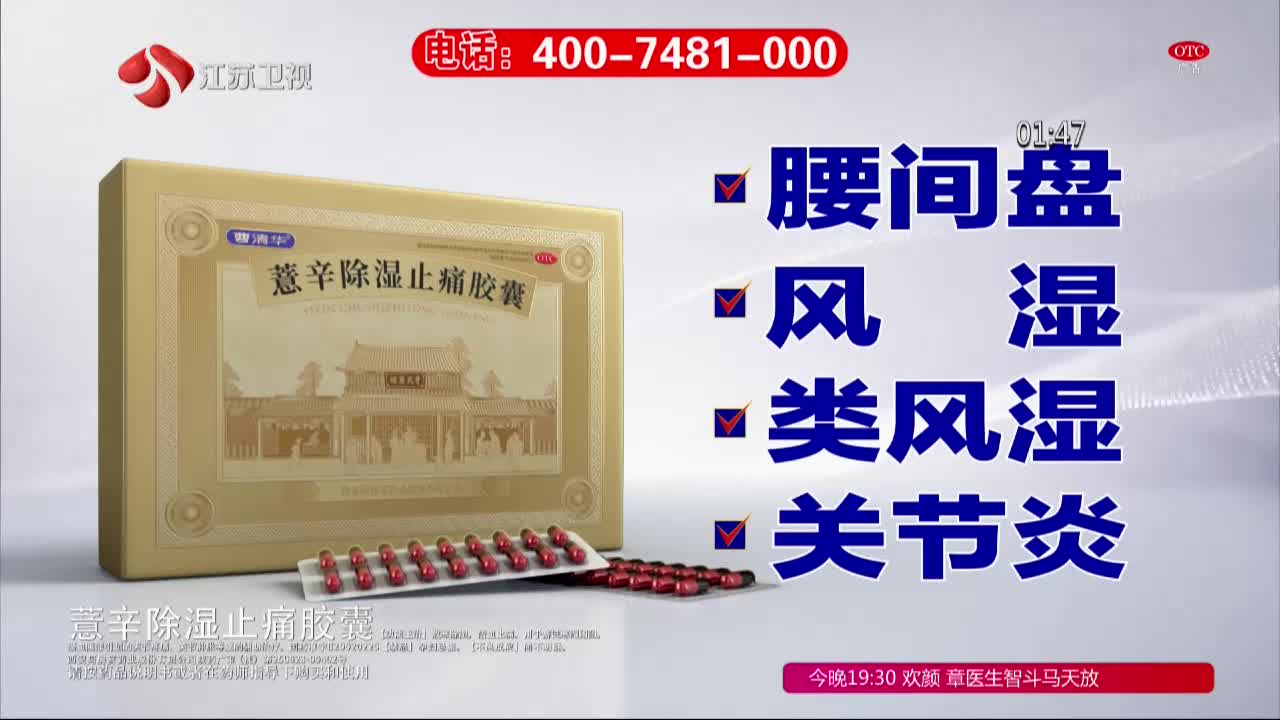 电话：400-7481-000
江苏卫视
OTC
广告
01:47
腰间盘
风 湿
类风湿
关节炎
曹清华
OTC
薏辛除湿止痛胶囊
薏辛除湿止痛胶囊
请按药品说明书或者在药师指导下购买和使用
今晚19:30 欢颜 章医生智斗马天放